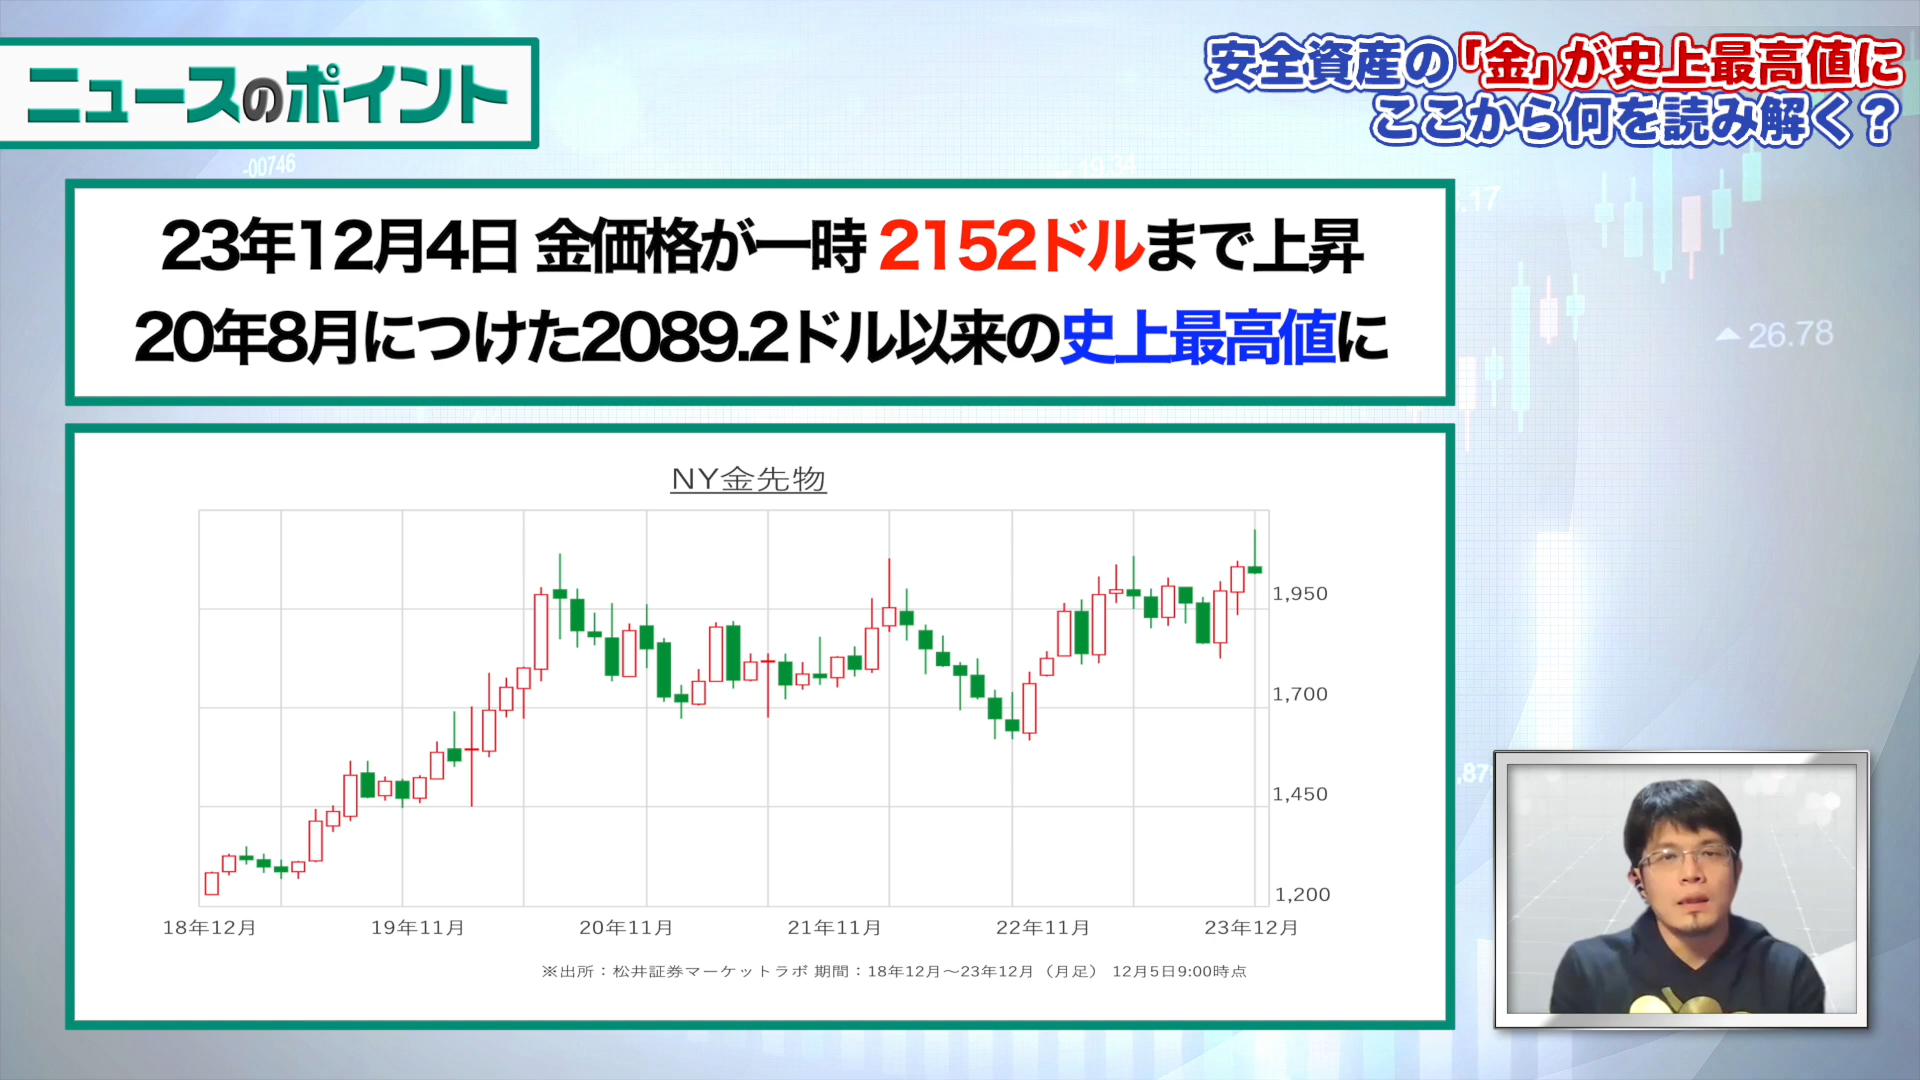 ニュースのポイント
安全資産の「金」が史上最高値に
ここから何を読み解く？
-00746
19.34
26.78
23年12月4日 金価格が一時 2152ドルまで上昇
20年8月につけた2089.2ドル以来の史上最高値に
NY金先物
1,950
1,700
1,450
1,200
18年12月 19年11月 20年11月 21年11月 22年11月 23年12月
※出所：松井証券マーケットラボ 期間：18年12月～23年12月（月足） 12月5日9:00時点